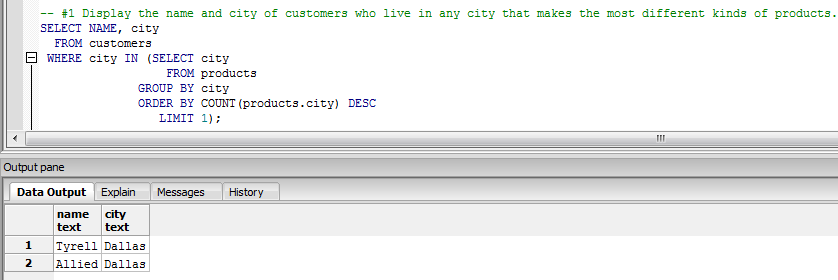 -- #1 Display the name and city of customers who live in any city that makes the most different kinds of products.
SELECT NAME, city
FROM customers
WHERE city IN (SELECT city
FROM products
GROUP BY city
ORDER BY COUNT(products.city) DESC
LIMIT 1);
Output pane
Data Output Explain Messages History
name city
text text
1 Tyrell Dallas
2 Allied Dallas